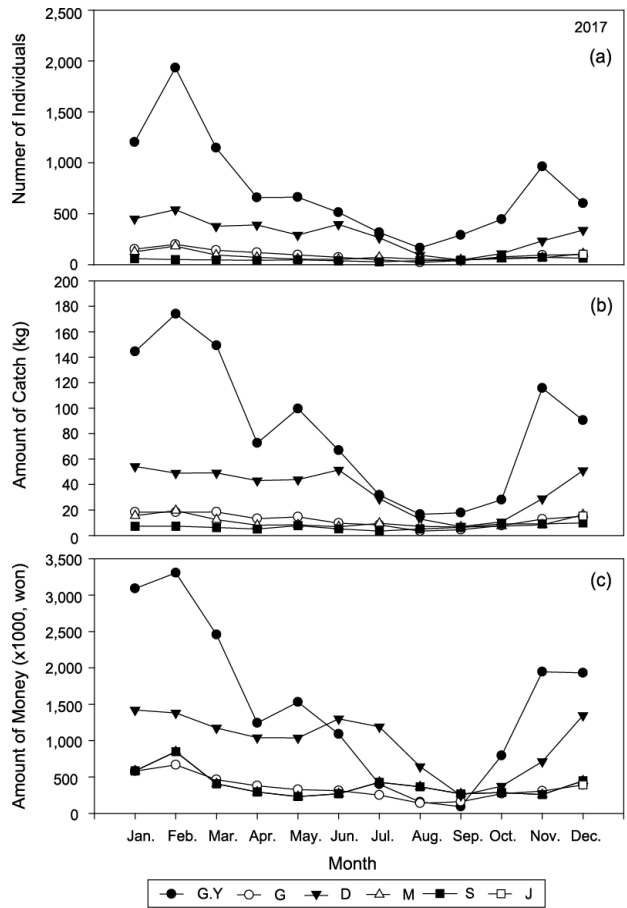 2,500
2017
(a)
2,000
1,500
1,000
500
0
Numner of Individuals
200
(b)
180
160
140
120
100
80
60
40
20
0
Amount of Catch (kg)
3,500
(c)
3,000
2,500
2,000
1,500
1,000
500
0
Amount of Money (x1000, won)
Jan. Feb. Mar. Apr. May. Jun. Jul. Aug. Sep. Oct. Nov. Dec.
Month
G.Y G D M S J